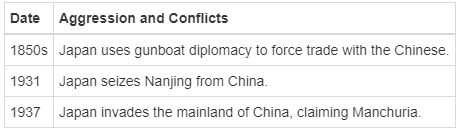 Date Aggression and Conflicts
1850s Japan uses gunboat diplomacy to force trade with the Chinese.
1931 Japan seizes Nanjing from China.
1937 Japan invades the mainland of China, claiming Manchuria.